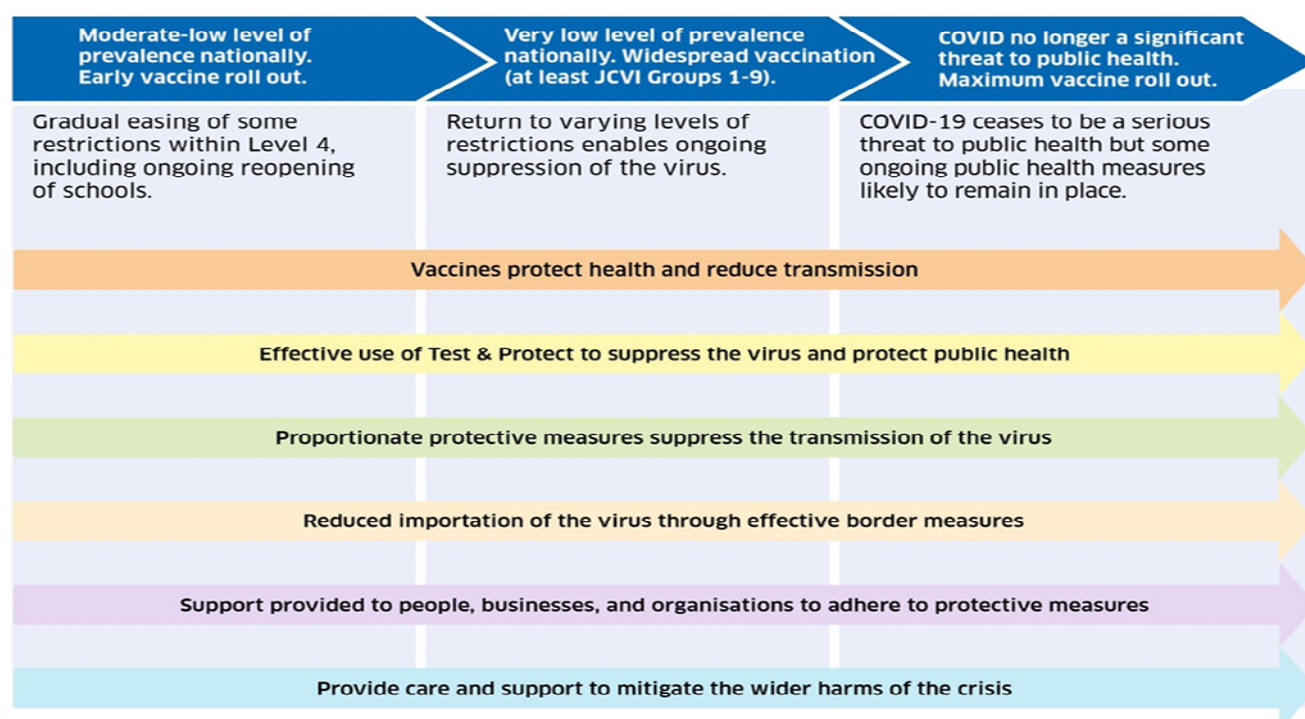 Moderate-low level of
prevalence nationally.
Early vaccine roll out.
Very low level of prevalence
nationally. Widespread vaccination
(at least JCVI Groups 1-9).
COVID no longer a significant
threat to public health.
Maximum vaccine roll out.
Gradual easing of some
restrictions within Level 4,
including ongoing reopening
of schools.
Return to varying levels of
restrictions enables ongoing
suppression of the virus.
COVID-19 ceases to be a serious
threat to public health but some
ongoing public health measures
likely to remain in place.
Vaccines protect health and reduce transmission
Effective use of Test & Protect to suppress the virus and protect public health
Proportionate protective measures suppress the transmission of the virus
Reduced importation of the virus through effective border measures
Support provided to people, businesses, and organisations to adhere to protective measures
Provide care and support to mitigate the wider harms of the crisis